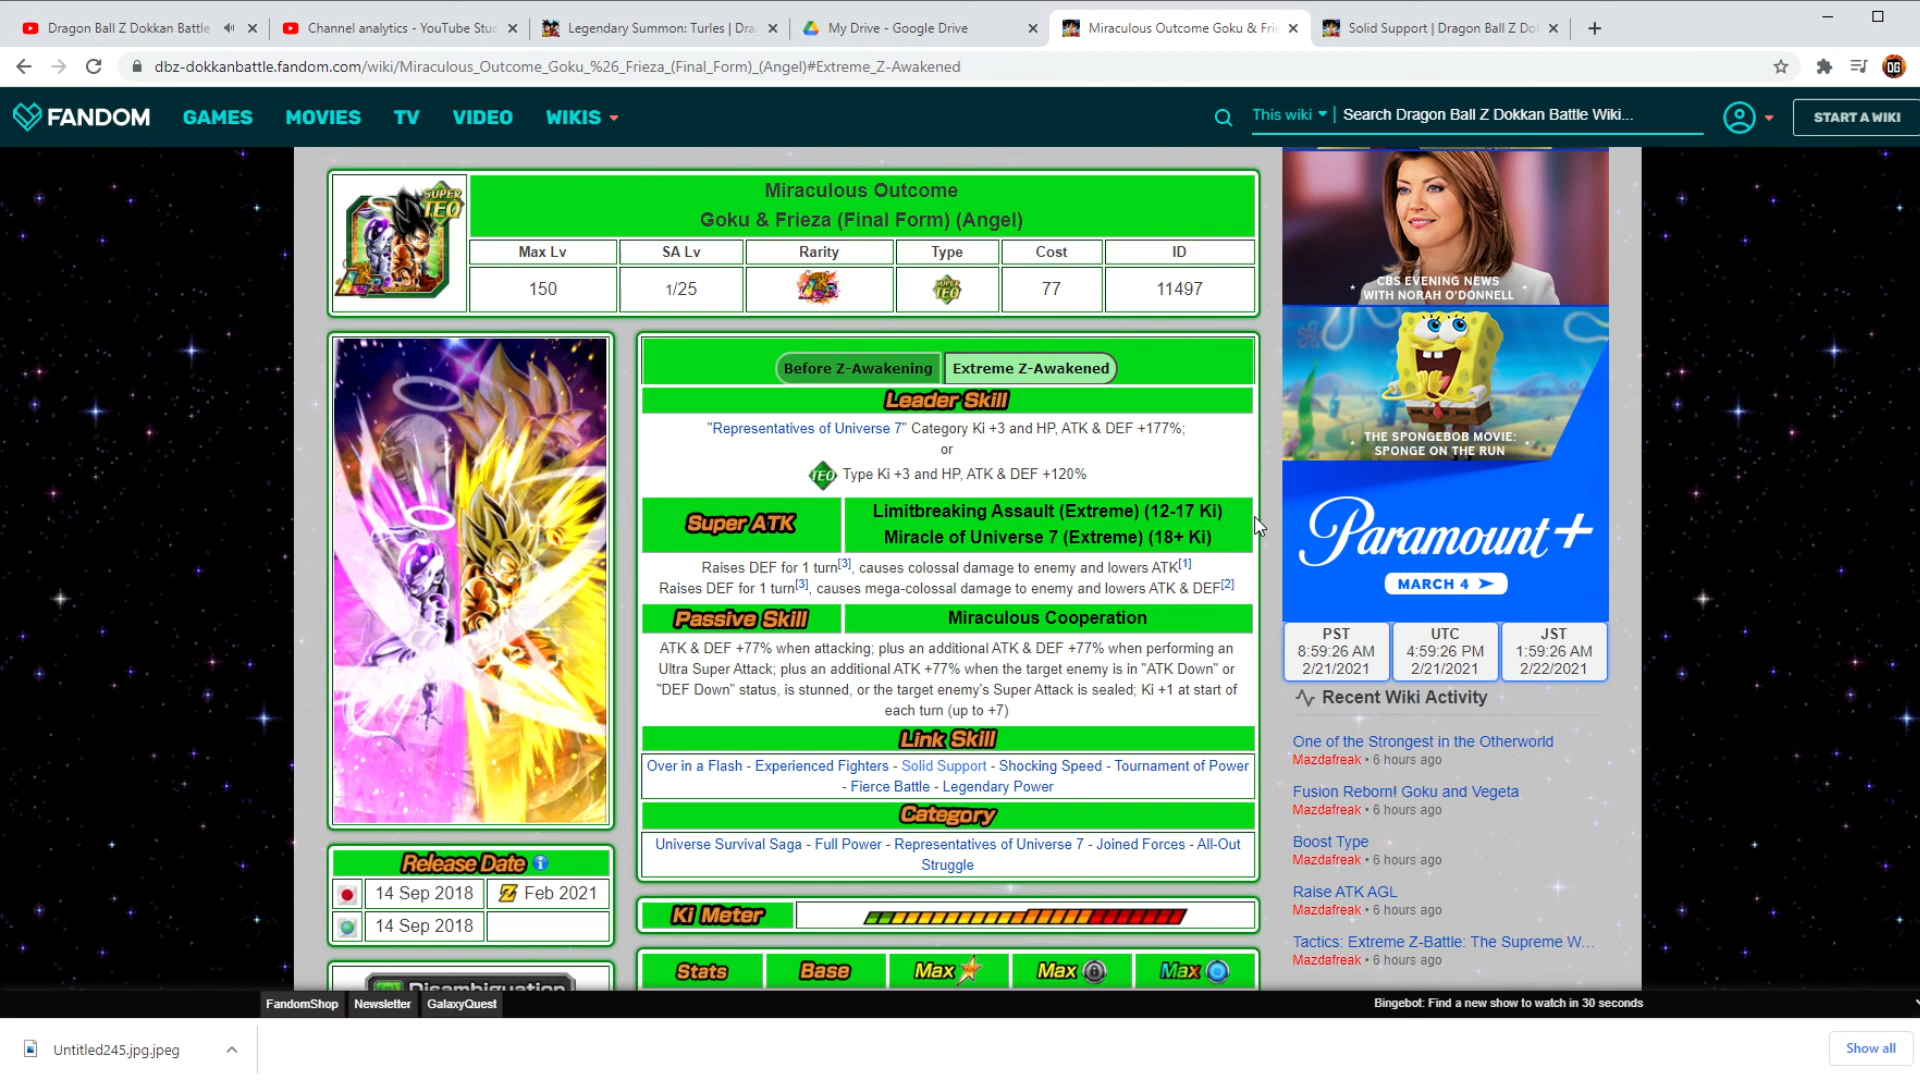 Dragon Ball Z Dokkan Battle
Channel analytics - YouTube Stud
Legendary Summon: Turles | Dra
My Drive - Google Drive
Miraculous Outcome Goku & Frie
Solid Support | Dragon Ball Z Do
dbz-dokkanbattle.fandom.com/wiki/Miraculous_Outcome_Goku_%26_Frieza_(Final_Form)_(Angel)#Extreme_Z-Awakened
FANDOM
GAMES
MOVIES
TV
VIDEO
WIKIS
This wiki
Search Dragon Ball Z Dokkan Battle Wiki...
START A WIKI
SUPER
TEQ
LR
Miraculous Outcome
Goku & Frieza (Final Form) (Angel)
Max Lv SA Lv Rarity Type Cost ID
150 1/25 LR SUPER TEQ 77 11497
Before Z-Awakening Extreme Z-Awakened
Leader Skill
"Representatives of Universe 7" Category Ki +3 and HP, ATK & DEF +177%;
or
TEQ Type Ki +3 and HP, ATK & DEF +120%
Super ATK
Limitbreaking Assault (Extreme) (12-17 Ki)
Miracle of Universe 7 (Extreme) (18+ Ki)
Raises DEF for 1 turn[3], causes colossal damage to enemy and lowers ATK[1]
Raises DEF for 1 turn[3], causes mega-colossal damage to enemy and lowers ATK & DEF[2]
Passive Skill Miraculous Cooperation
ATK & DEF +77% when attacking; plus an additional ATK & DEF +77% when performing an
Ultra Super Attack; plus an additional ATK +77% when the target enemy is in "ATK Down" or
"DEF Down" status, is stunned, or the target enemy's Super Attack is sealed; Ki +1 at start of
each turn (up to +7)
Link Skill
Over in a Flash - Experienced Fighters - Solid Support - Shocking Speed - Tournament of Power
- Fierce Battle - Legendary Power
Category
Universe Survival Saga - Full Power - Representatives of Universe 7 - Joined Forces - All-Out
Struggle
Release Date
14 Sep 2018 Z Feb 2021
14 Sep 2018
Disambiguation
Ki Meter
Stats Base Max Max Max
CBS EVENING NEWS
WITH NORAH O'DONNELL
THE SPONGEBOB MOVIE:
SPONGE ON THE RUN
Paramount+
MARCH 4
PST UTC JST
8:59:26 AM 4:59:26 PM 1:59:26 AM
2/21/2021 2/21/2021 2/22/2021
Recent Wiki Activity
One of the Strongest in the Otherworld
Mazdafreak • 6 hours ago
Fusion Reborn! Goku and Vegeta
Mazdafreak • 6 hours ago
Boost Type
Mazdafreak • 6 hours ago
Raise ATK AGL
Mazdafreak • 6 hours ago
Tactics: Extreme Z-Battle: The Supreme W...
Mazdafreak • 6 hours ago
FandomShop Newsletter GalaxyQuest
Bingebot: Find a new show to watch in 30 seconds
Untitled245.jpg.jpeg
Show all